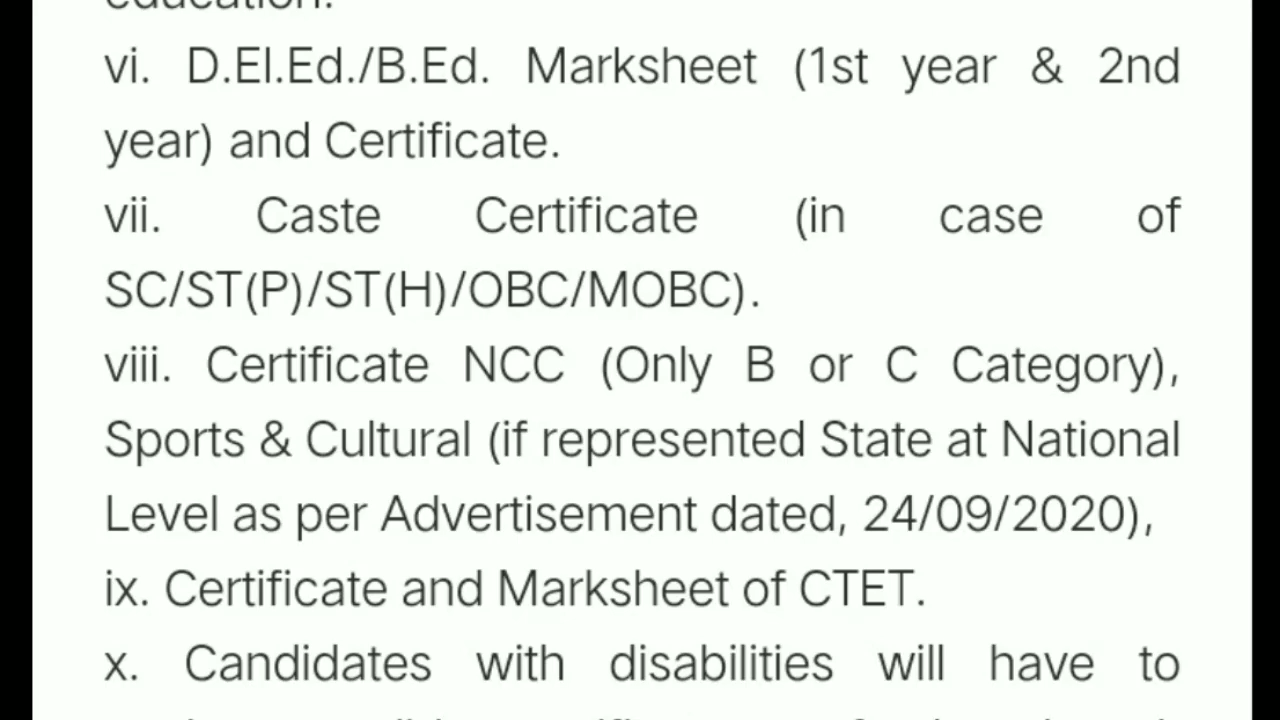 education.
vi. D.El.Ed./B.Ed. Marksheet (1st year & 2nd
year) and Certificate.
vii. Caste Certificate (in case of
SC/ST(P)/ST(H)/OBC/MOBC).
viii. Certificate NCC (Only B or C Category),
Sports & Cultural (if represented State at National
Level as per Advertisement dated, 24/09/2020),
ix. Certificate and Marksheet of CTET.
x. Candidates with disabilities will have to